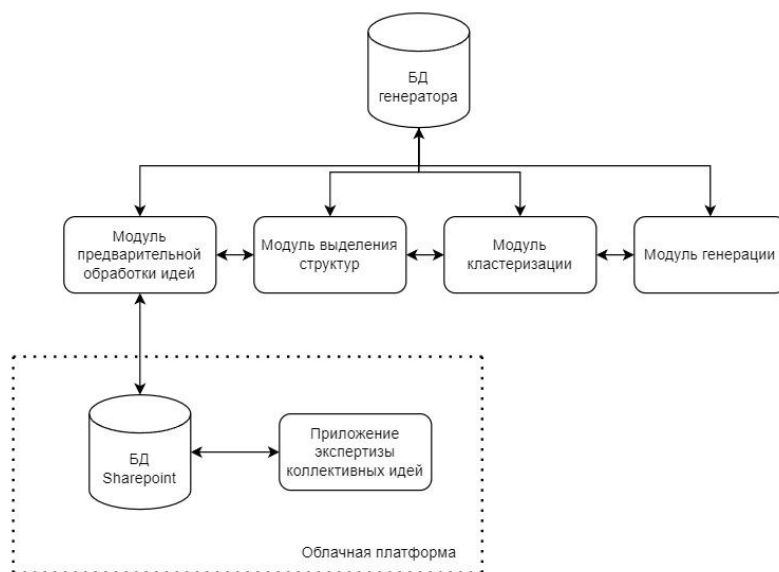 БД
генератора
Модуль
предварительной
обработки идей
Модуль выделения
структур
Модуль
кластеризации
Модуль генерации
БД
Sharepoint
Приложение
экспертизы
коллективных идей
Облачная платформа